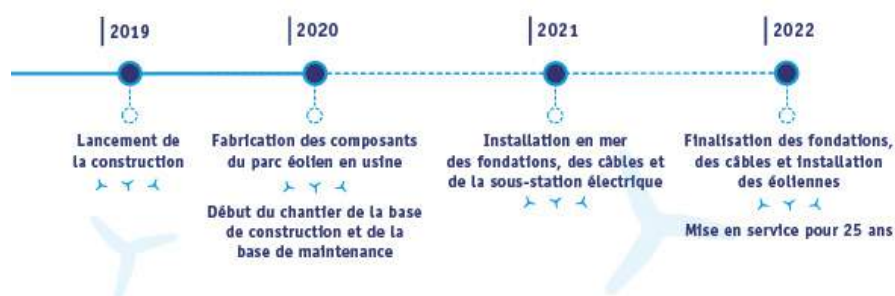 2019
Lancement de
la construction
2020
Fabrication des composants
du parc éolien en usine
Début du chantier de la base
de construction et de la
base de maintenance
2021
Installation en mer
des fondations, des câbles et
de la sous-station électrique
2022
Finalisation des fondations,
des câbles et installation
des éoliennes
Mise en service pour 25 ans